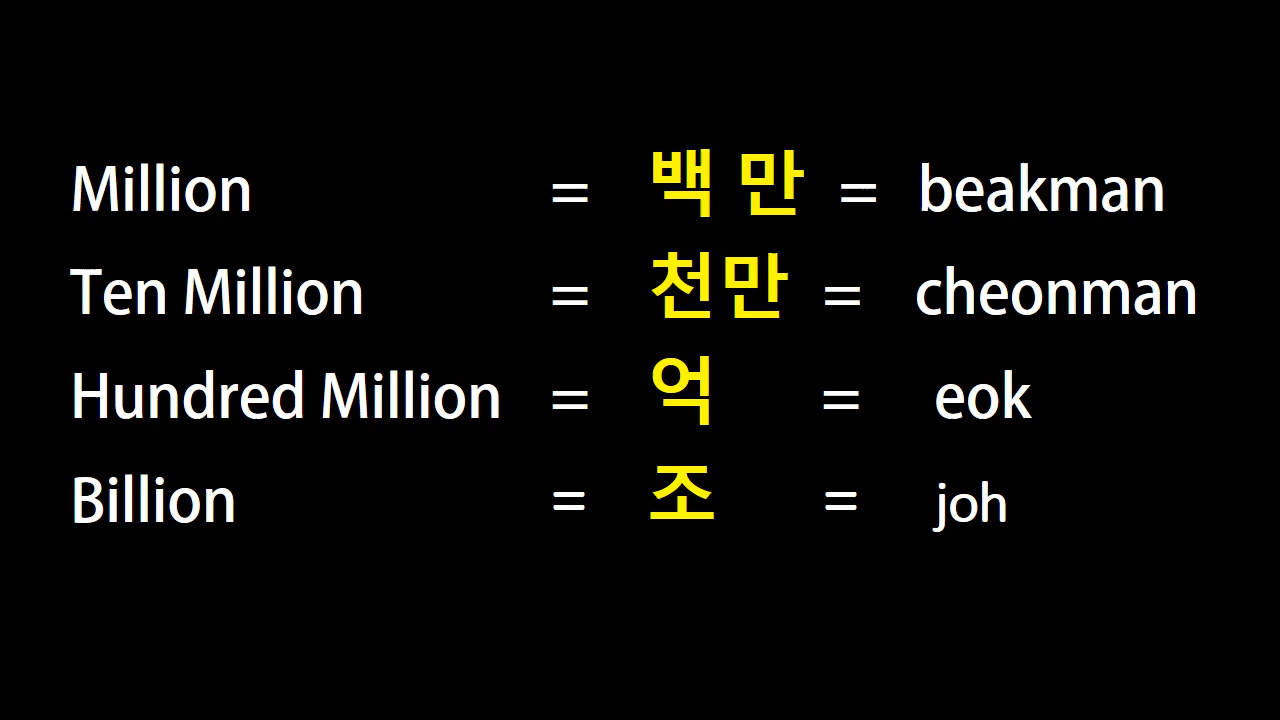 Million = 백 만 = beakman
Ten Million = 천만 = cheonman
Hundred Million = 억 = eok
Billion = 조 = joh